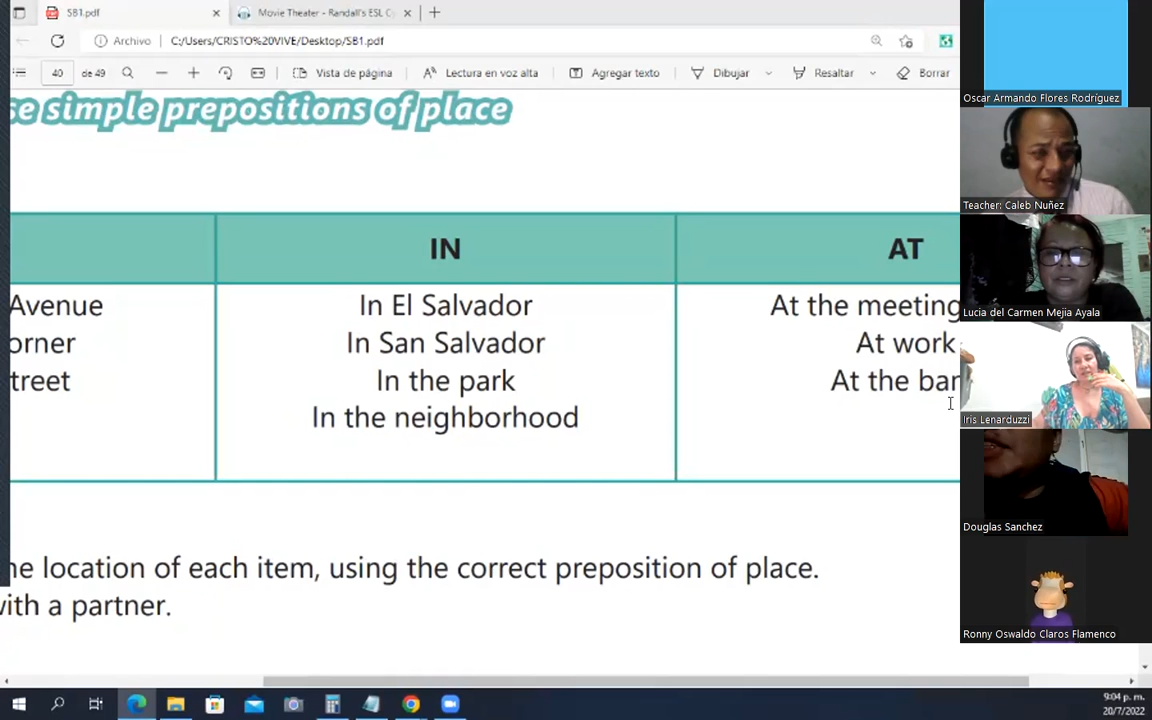 SB1.pdf
Movie Theater - Randall's ESL C
Archivo
C:/Users/CRISTO%20VIVE/Desktop/SB1.pdf
40
de 49
Vista de página
Lectura en voz alta
Agregar texto
Dibujar
Resaltar
Borrar
se simple prepositions of place
IN
AT
Avenue
In El Salvador
At the meeting
orner
In San Salvador
At work
treet
In the park
At the bar
In the neighborhood
he location of each item, using the correct preposition of place.
with a partner.
Oscar Armando Flores Rodríguez
Teacher: Caleb Nuñez
Lucia del Carmen Mejia Ayala
Iris Lenarduzzi
Douglas Sanchez
Ronny Oswaldo Claros Flamenco
9:04 p. m.
20/7/2022